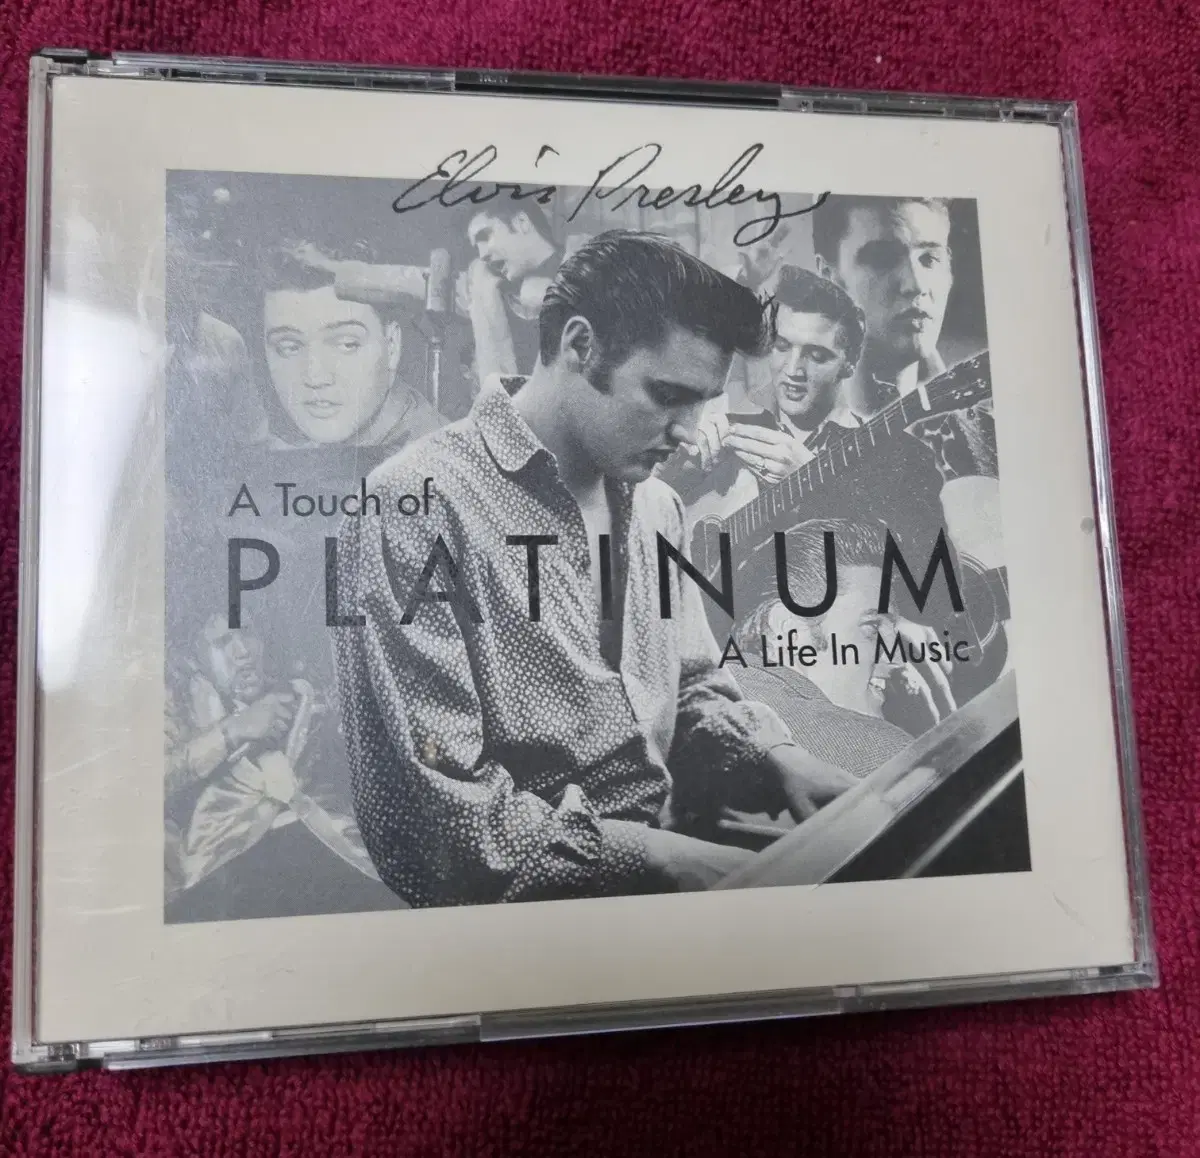 Elvis Presley
A Touch of
PLATINUM
A Life In Music